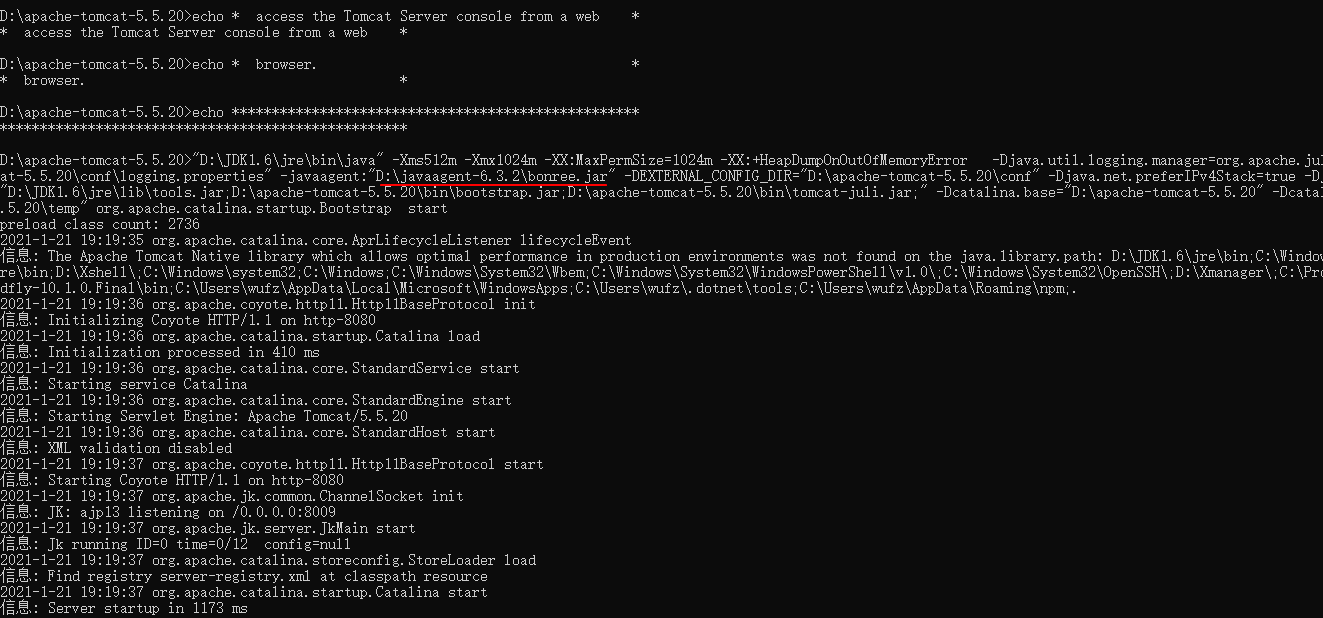 D:\apache-tomcat-5.5.20>echo *  access the Tomcat Server console from a web    *
*  access the Tomcat Server console from a web    *
D:\apache-tomcat-5.5.20>echo *  browser.                                       *
*  browser.                                       *
D:\apache-tomcat-5.5.20>echo ***************************************************
***************************************************
D:\apache-tomcat-5.5.20>"D:\JDK1.6\jre\bin\java" -Xms512m -Xmx1024m -XX:MaxPermSize=1024m -XX:+HeapDumpOnOutOfMemoryError   -Djava.util.logging.manager=org.apache.jul
at-5.5.20\conf\logging.properties" -javaagent:"D:\javaagent-6.3.2\bonree.jar" -DEXTERNAL_CONFIG_DIR="D:\apache-tomcat-5.5.20\conf" -Djava.net.preferIPv4Stack=true -Dj
"D:\JDK1.6\jre\lib\tools.jar;D:\apache-tomcat-5.5.20\bin\bootstrap.jar;D:\apache-tomcat-5.5.20\bin\tomcat-juli.jar;" -Dcatalina.base="D:\apache-tomcat-5.5.20" -Dcatal
.5.20\temp" org.apache.catalina.startup.Bootstrap  start
preload class count: 2736
2021-1-21 19:19:35 org.apache.catalina.core.AprLifecycleListener lifecycleEvent
信息: The Apache Tomcat Native library which allows optimal performance in production environments was not found on the java.library.path: D:\JDK1.6\jre\bin;C:\Window
re\bin;D:\Xshell\;C:\Windows\system32;C:\Windows;C:\Windows\System32\Wbem;C:\Windows\System32\WindowsPowerShell\v1.0\;C:\Windows\System32\OpenSSH\;D:\Xmanager\;C:\Pro
dfly-10.1.0.Final\bin;C:\Users\wufz\AppData\Local\Microsoft\WindowsApps;C:\Users\wufz\.dotnet\tools;C:\Users\wufz\AppData\Roaming\npm;.
2021-1-21 19:19:36 org.apache.coyote.http11.Http11BaseProtocol init
信息: Initializing Coyote HTTP/1.1 on http-8080
2021-1-21 19:19:36 org.apache.catalina.startup.Catalina load
信息: Initialization processed in 410 ms
2021-1-21 19:19:36 org.apache.catalina.core.StandardService start
信息: Starting service Catalina
2021-1-21 19:19:36 org.apache.catalina.core.StandardEngine start
信息: Starting Servlet Engine: Apache Tomcat/5.5.20
2021-1-21 19:19:36 org.apache.catalina.core.StandardHost start
信息: XML validation disabled
2021-1-21 19:19:37 org.apache.coyote.http11.Http11BaseProtocol start
信息: Starting Coyote HTTP/1.1 on http-8080
2021-1-21 19:19:37 org.apache.jk.common.ChannelSocket init
信息: JK: ajp13 listening on /0.0.0.0:8009
2021-1-21 19:19:37 org.apache.jk.server.JkMain start
信息: Jk running ID=0 time=0/12  config=null
2021-1-21 19:19:37 org.apache.catalina.storeconfig.StoreLoader load
信息: Find registry server-registry.xml at classpath resource
2021-1-21 19:19:37 org.apache.catalina.startup.Catalina start
信息: Server startup in 1173 ms